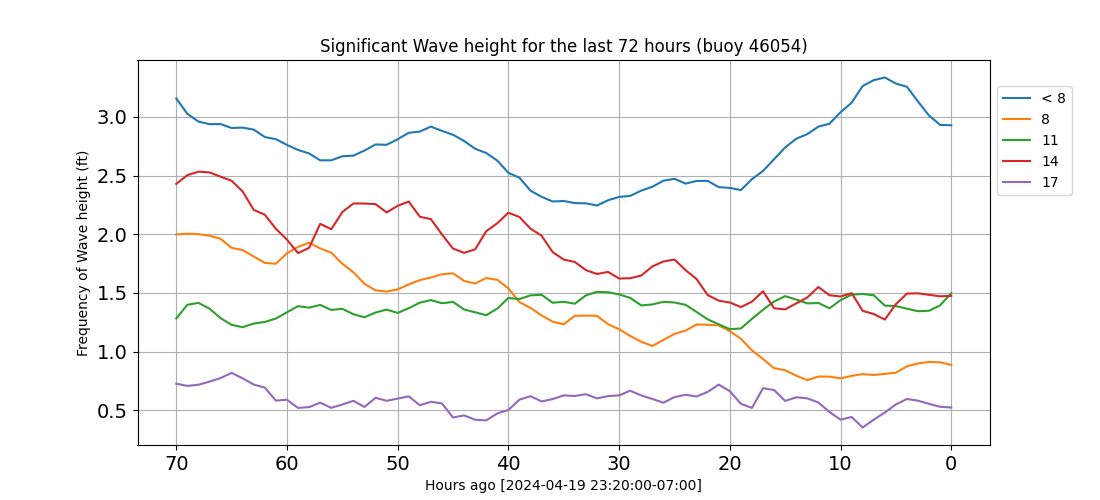 Significant Wave height for the last 72 hours (buoy 46054)
Frequency of Wave height (ft)
3.0
2.5
2.0
1.5
1.0
0.5
70 60 50 40 30 20 10 0
Hours ago [2024-04-19 23:20:00-07:00]
< 8
8
11
14
17